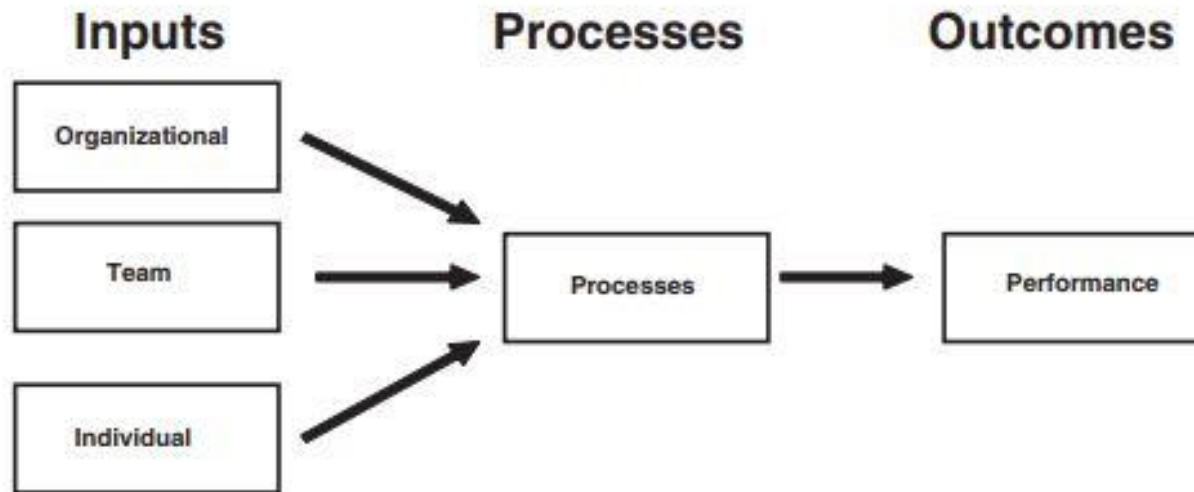 Inputs Processes Outcomes
Organizational
Team
Processes
Performance
Individual